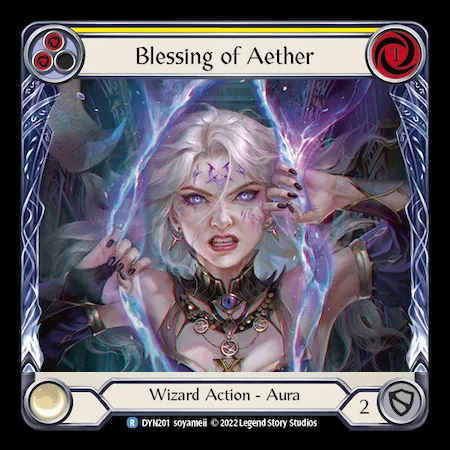 Blessing of Aether
1
Wizard Action - Aura
2
R DYN201 soyameii © 2022 Legend Story Studios